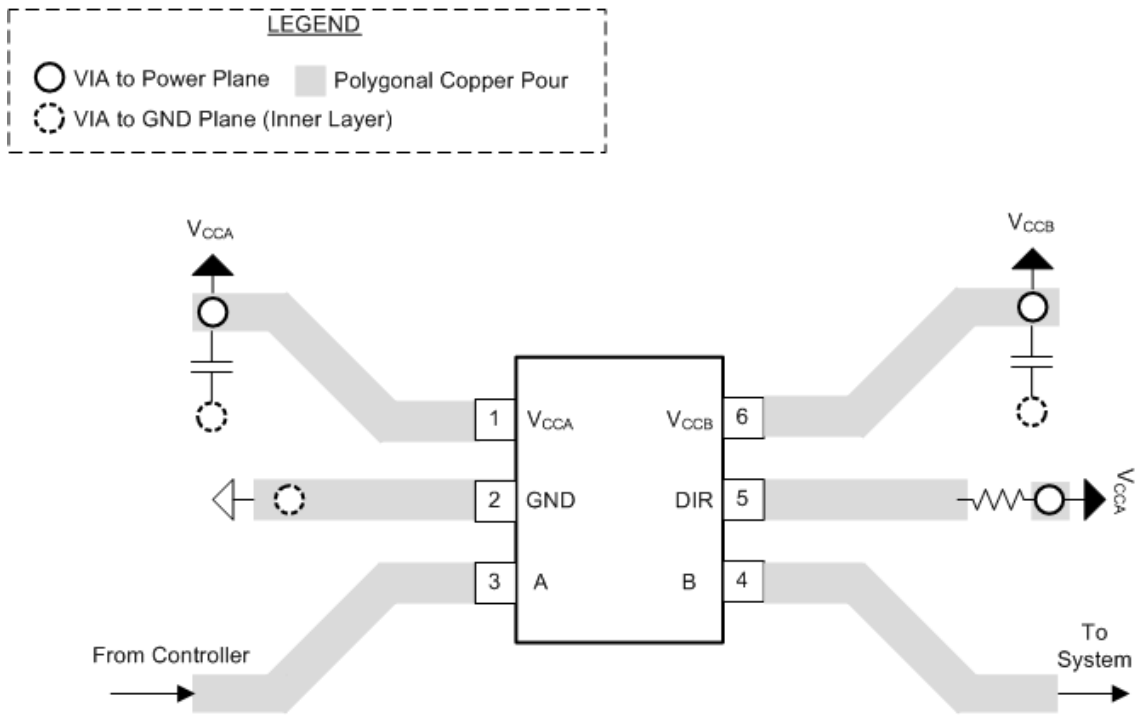 LEGEND
VIA to Power Plane
Polygonal Copper Pour
VIA to GND Plane (Inner Layer)
VCCA
VCCB
1
VCCA
VCCB
6
2
GND
DIR
5
VCCA
3
A
B
4
From Controller
To
System